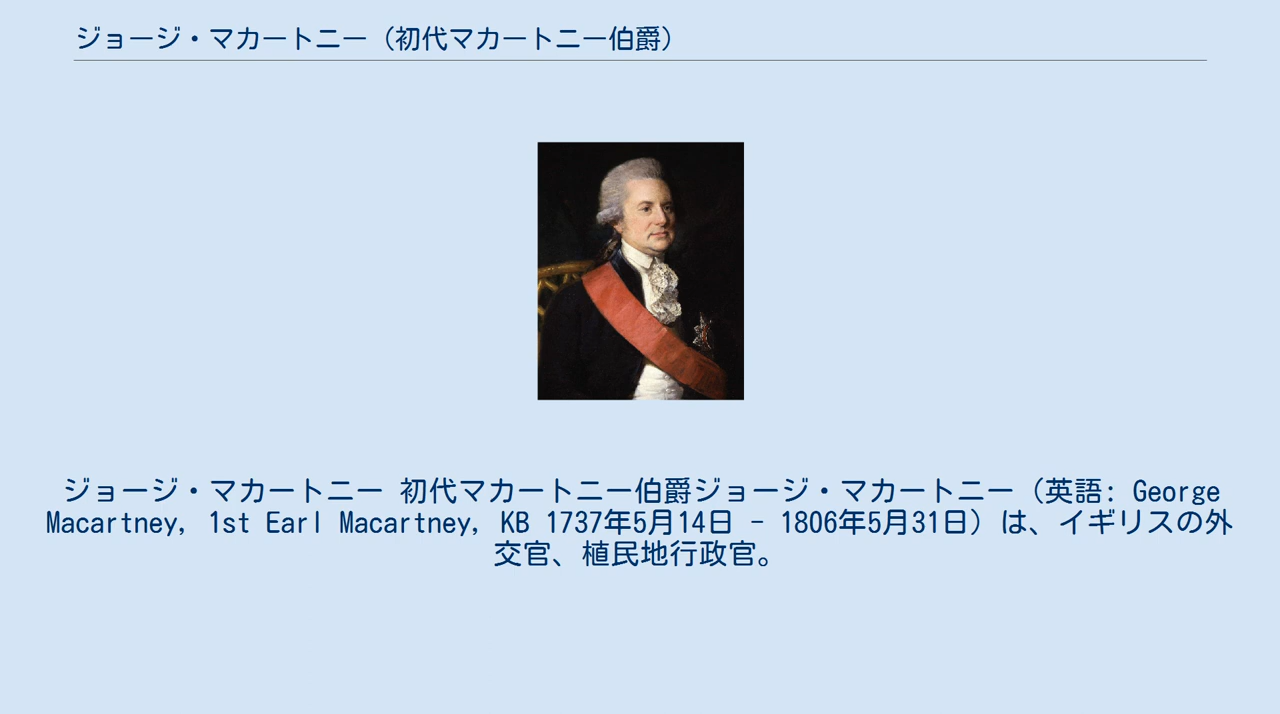 ジョージ・マカートニー（初代マカートニー伯爵）
ジョージ・マカートニー 初代マカートニー伯爵ジョージ・マカートニー（英語: George
Macartney, 1st Earl Macartney, KB 1737年5月14日 - 1806年5月31日）は、イギリスの外
交官、植民地行政官。